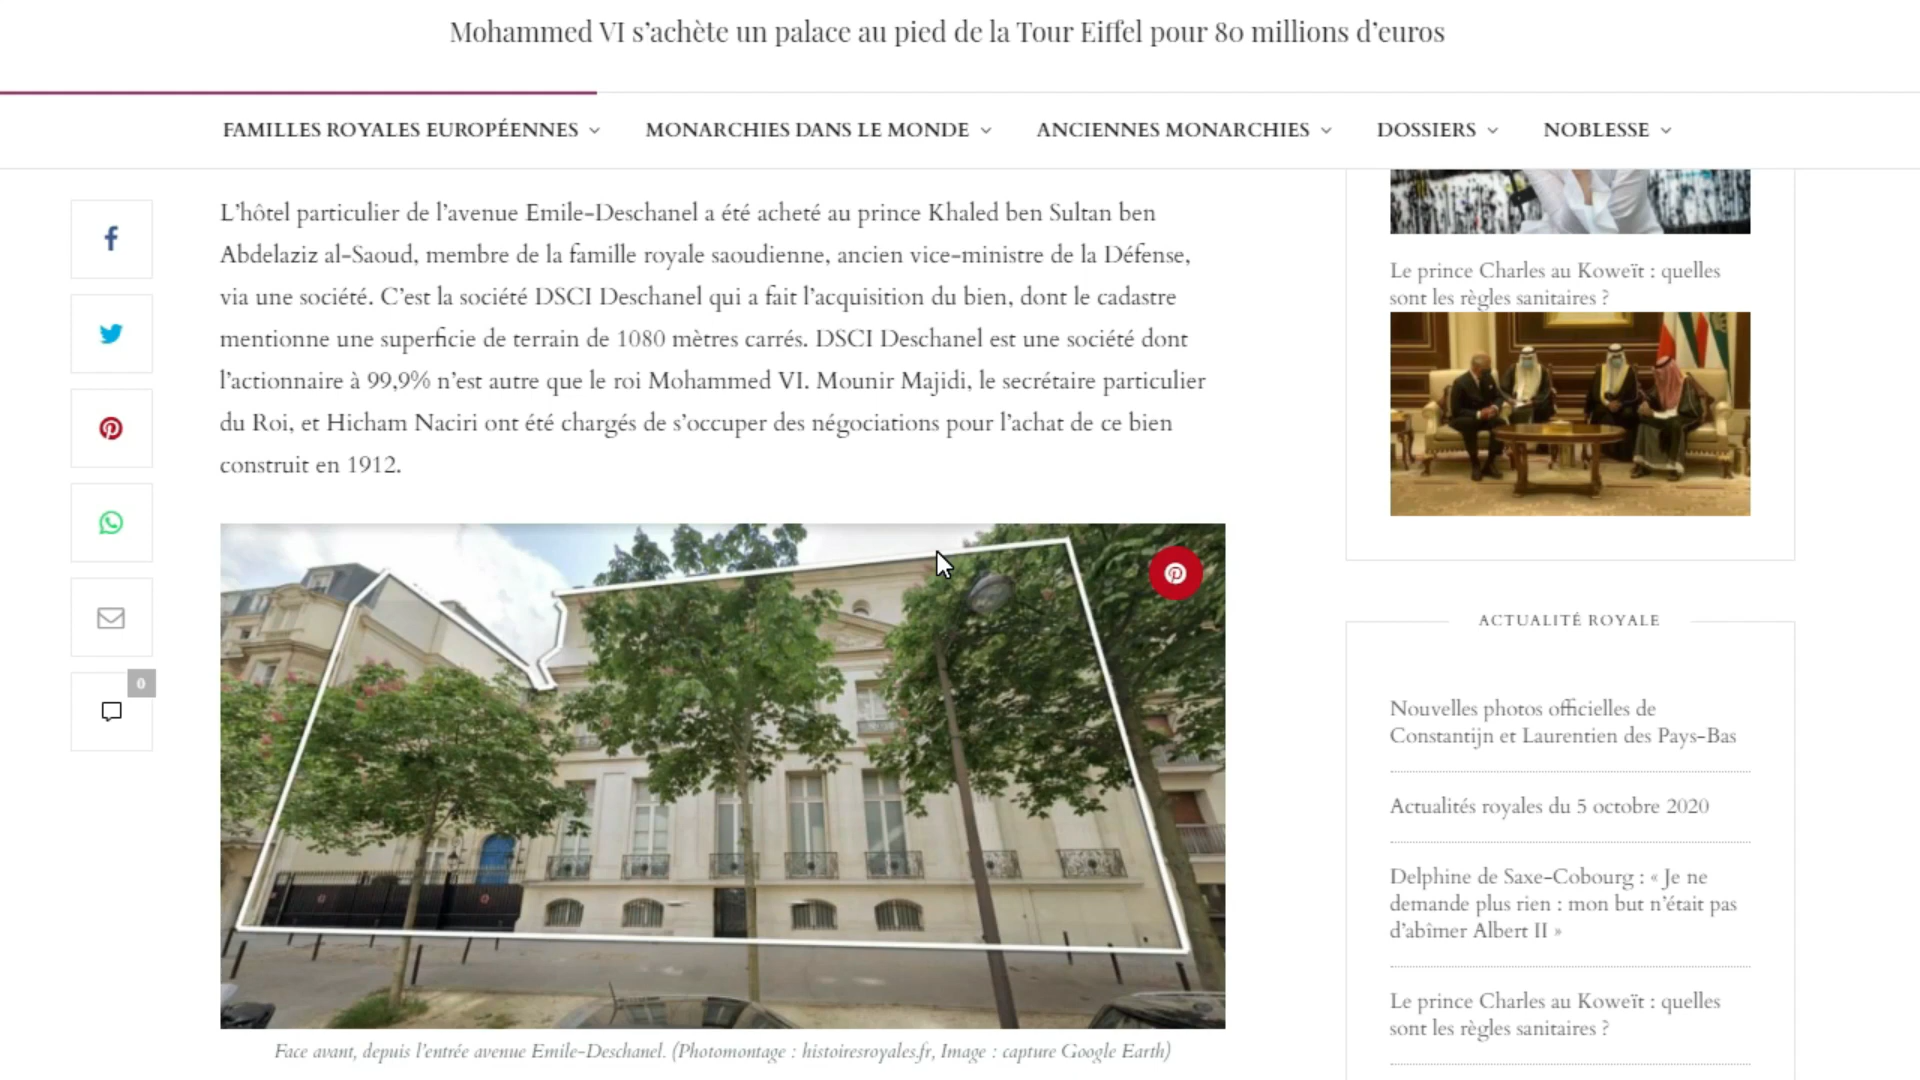 Mohammed VI s’achète un palace au pied de la Tour Eiffel pour 80 millions d’euros
FAMILLES ROYALES EUROPÉENNES
MONARCHIES DANS LE MONDE
ANCIENNES MONARCHIES
DOSSIERS
NOBLESSE
L’hôtel particulier de l’avenue Emile-Deschanel a été acheté au prince Khaled ben Sultan ben
Abdelaziz al-Saoud, membre de la famille royale saoudienne, ancien vice-ministre de la Défense,
via une société. C’est la société DSCI Deschanel qui a fait l’acquisition du bien, dont le cadastre
mentionne une superficie de terrain de 1080 mètres carrés. DSCI Deschanel est une société dont
l’actionnaire à 99,9% n’est autre que le roi Mohammed VI. Mounir Majidi, le secrétaire particulier
du Roi, et Hicham Naciri ont été chargés de s’occuper des négociations pour l’achat de ce bien
construit en 1912.
0
Face avant, depuis l’entrée avenue Emile-Deschanel. (Photomontage : histoiresroyales.fr, Image : capture Google Earth)
Le prince Charles au Koweït : quelles
sont les règles sanitaires ?
ACTUALITÉ ROYALE
Nouvelles photos officielles de
Constantijn et Laurentien des Pays-Bas
Actualités royales du 5 octobre 2020
Delphine de Saxe-Cobourg : « Je ne
demande plus rien : mon but n’était pas
d’abîmer Albert II »
Le prince Charles au Koweït : quelles
sont les règles sanitaires ?